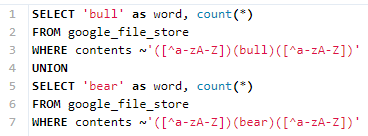 1 SELECT 'bull' as word, count(*)
2 FROM google_file_store
3 WHERE contents ~'([^a-zA-Z])(bull)([^a-zA-Z])'
4 UNION
5 SELECT 'bear' as word, count(*)
6 FROM google_file_store
7 WHERE contents ~'([^a-zA-Z])(bear)([^a-zA-Z])'